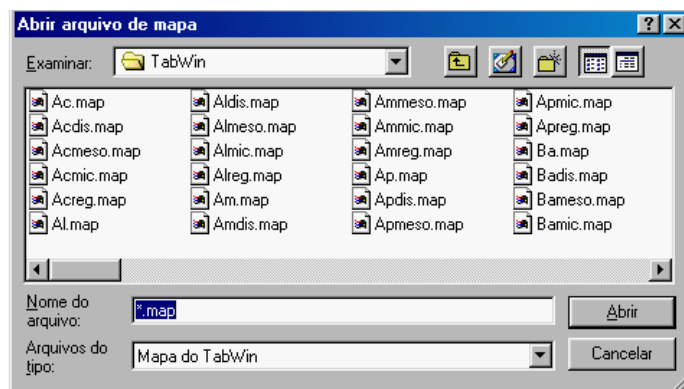 Abrir arquivo de mapa
Examinar: TabWin
Ac.map Aldis.map Ammeso.map Apmic.map
Acdis.map Almeso.map Ammic.map Apreg.map
Acmeso.map Almic.map Amreg.map Ba.map
Acmic.map Alreg.map Ap.map Badis.map
Acreg.map Am.map Apdis.map Bameso.map
Al.map Amdis.map Apmeso.map Bamic.map
Nome do
arquivo: *.map Abrir
Arquivos do
tipo: Mapa do TabWin Cancelar